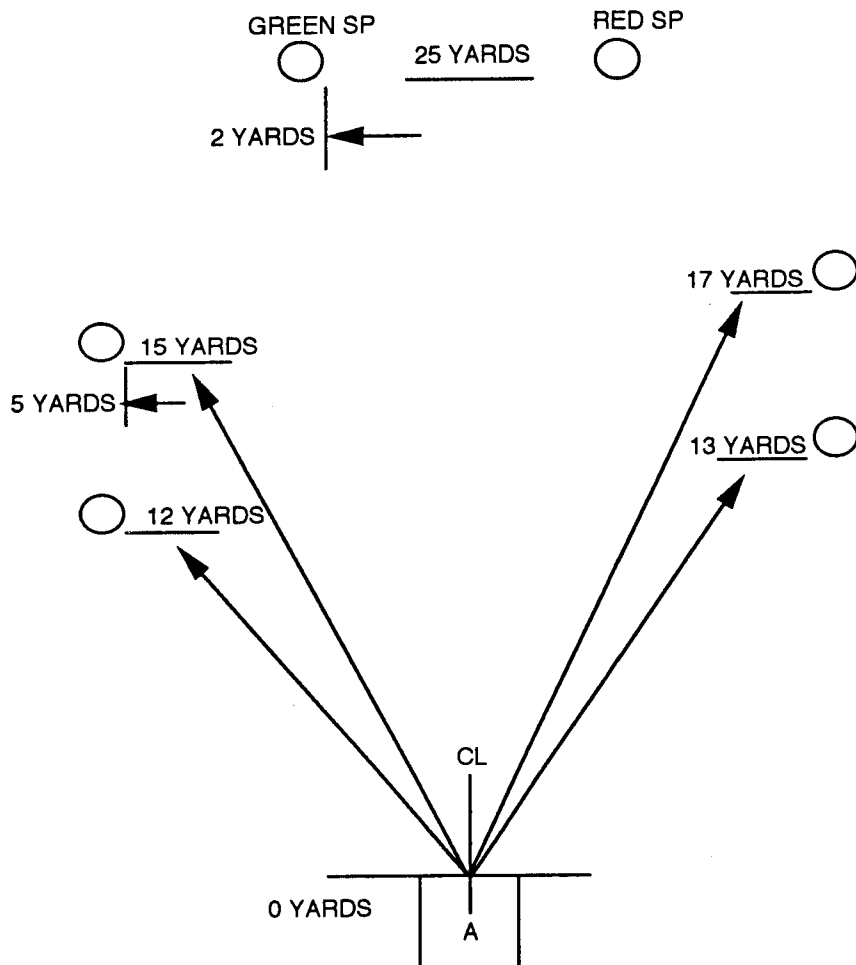 GREEN SP
RED SP
25 YARDS
2 YARDS
17 YARDS
15 YARDS
5 YARDS
13 YARDS
12 YARDS
CL
0 YARDS
A